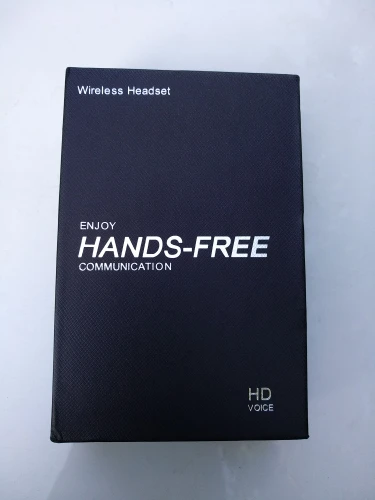 Wireless Headset
ENJOY
HANDS-FREE
COMMUNICATION
HD
VOICE